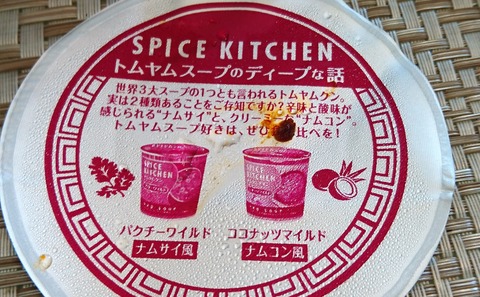 SPICE KITCHEN
トムヤムスープのディープな話
世界3大スープの1つとも言われるトムヤムクン。
実は2種類あることをご存知ですか?辛味と酸味が
感じられる"ナムサイ"と、クリーミ "ナムコン"。
トムヤムスープ好きは、ぜひ 比べを!
SPICE KITCHEN
SPICE KITCHEN
パクチーワイルド
ナムサイ風
ココナッツマイルド
ナムコン風